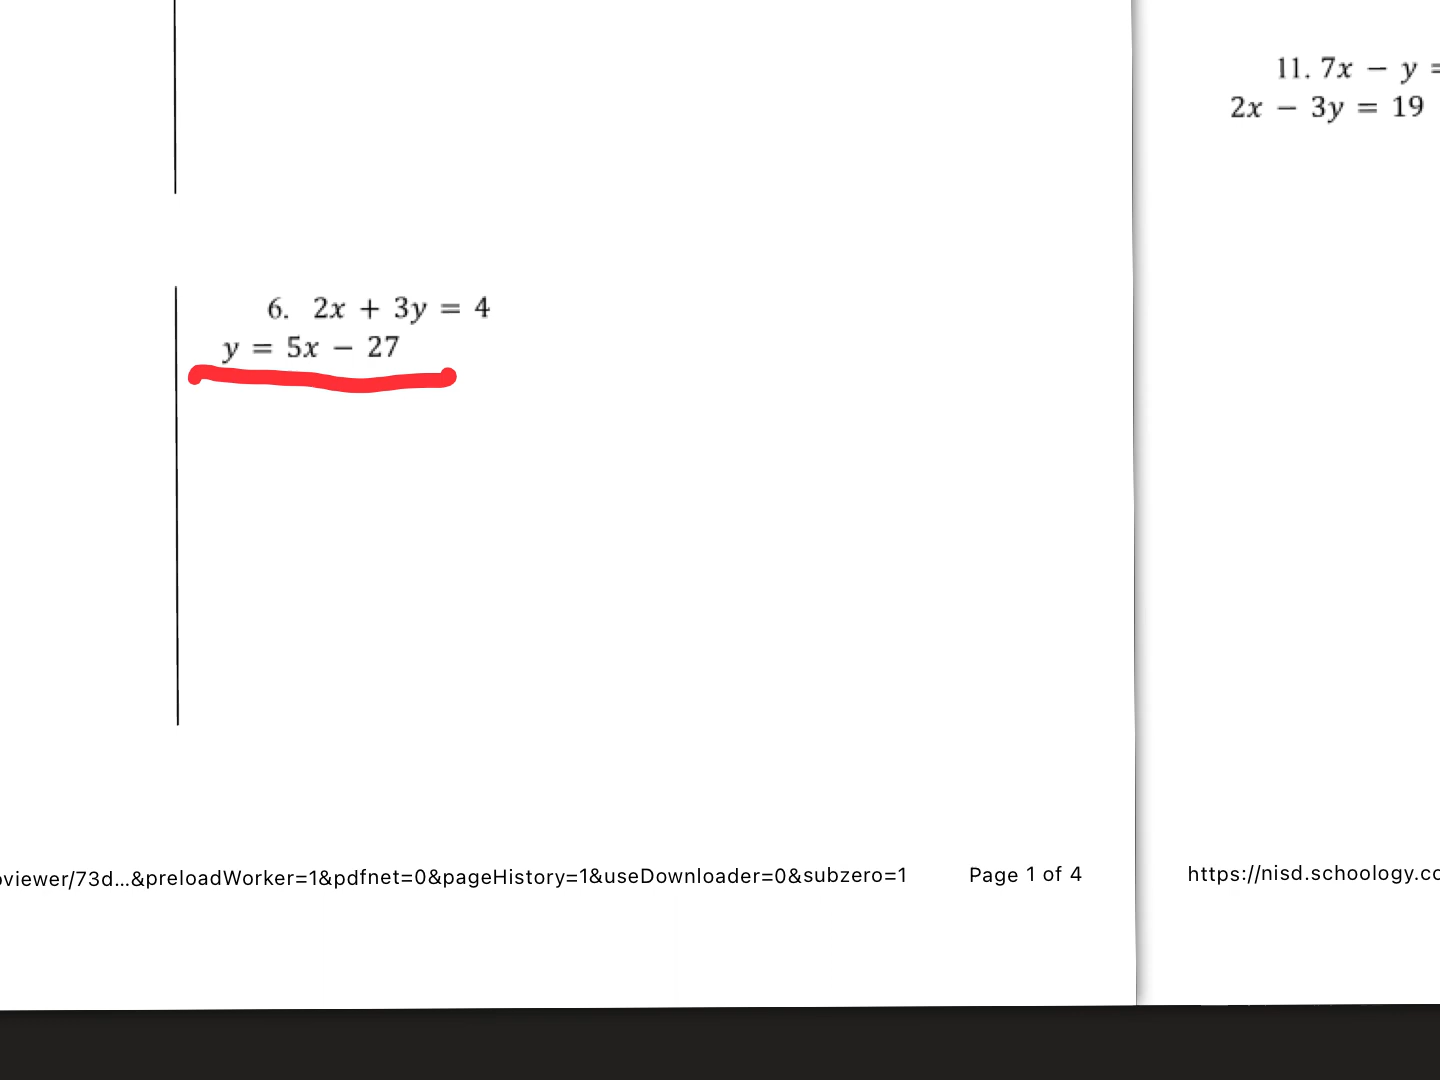 11. 7x − y =
2x − 3y = 19
6. 2x + 3y = 4
y = 5x − 27
viewer/73d...&preloadWorker=1&pdfnet=0&pageHistory=1&useDownloader=0&subzero=1 Page 1 of 4
https://nisd.schoology.co